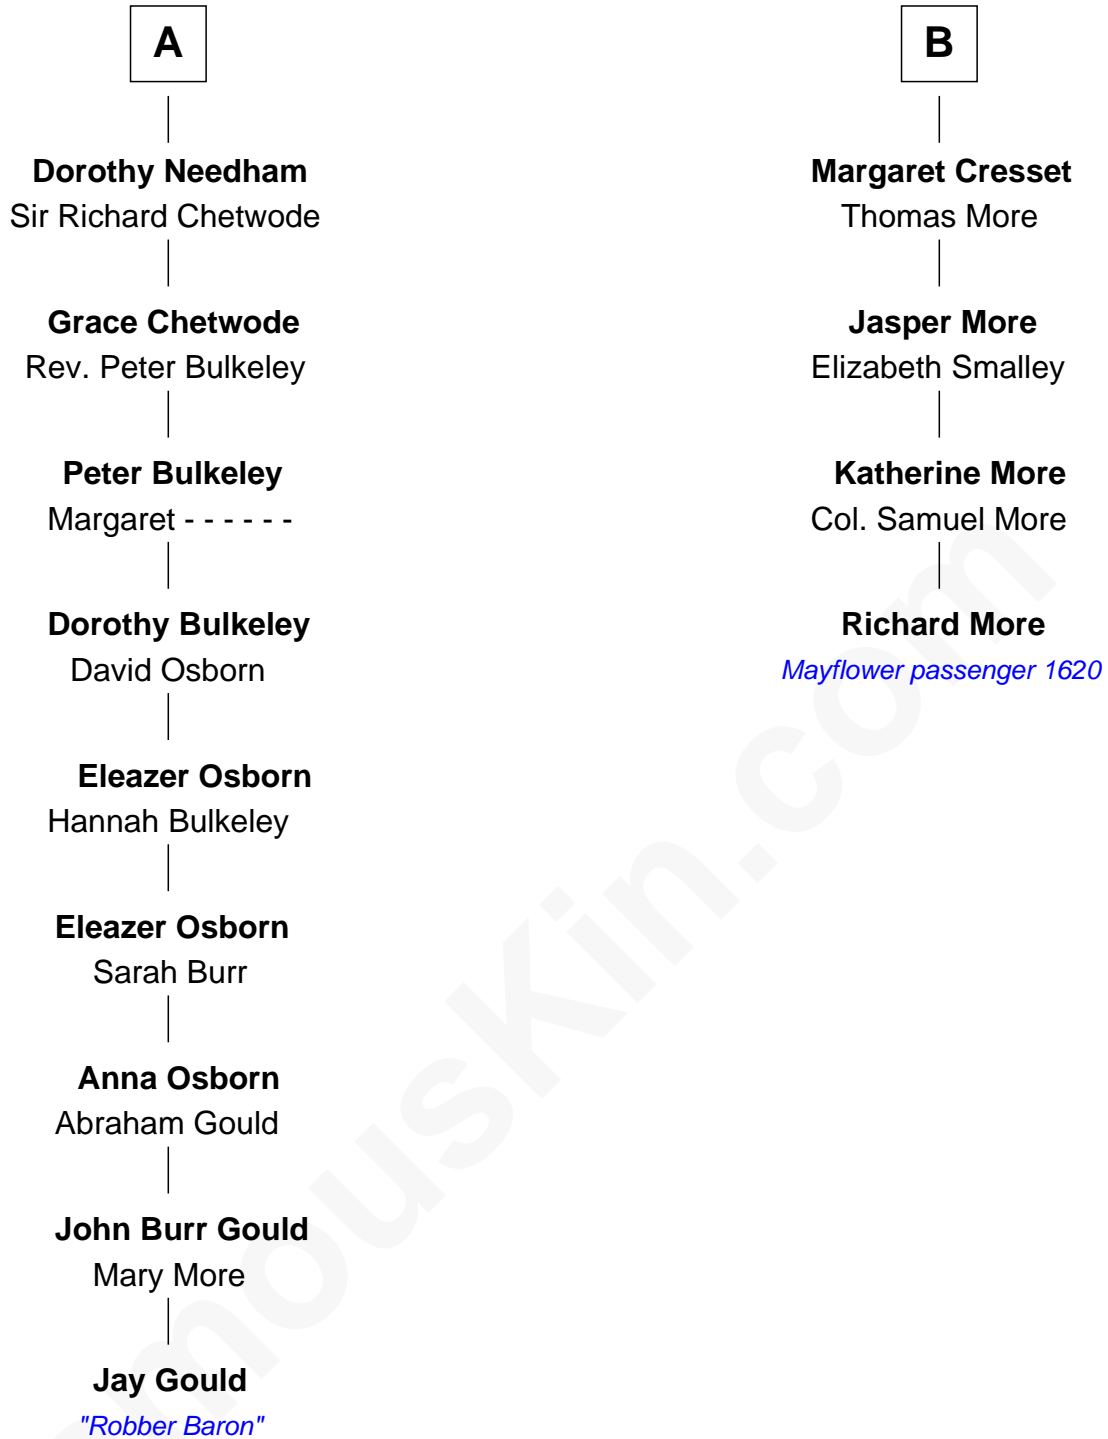 A
Dorothy Needham
Sir Richard Chetwode
Grace Chetwode
Rev. Peter Bulkeley
Peter Bulkeley
Margaret - - - - - -
Dorothy Bulkeley
David Osborn
Eleazer Osborn
Hannah Bulkeley
Eleazer Osborn
Sarah Burr
Anna Osborn
Abraham Gould
John Burr Gould
Mary More
Jay Gould
"Robber Baron"
B
Margaret Cresset
Thomas More
Jasper More
Elizabeth Smalley
Katherine More
Col. Samuel More
Richard More
Mayflower passenger 1620
mousKin.com